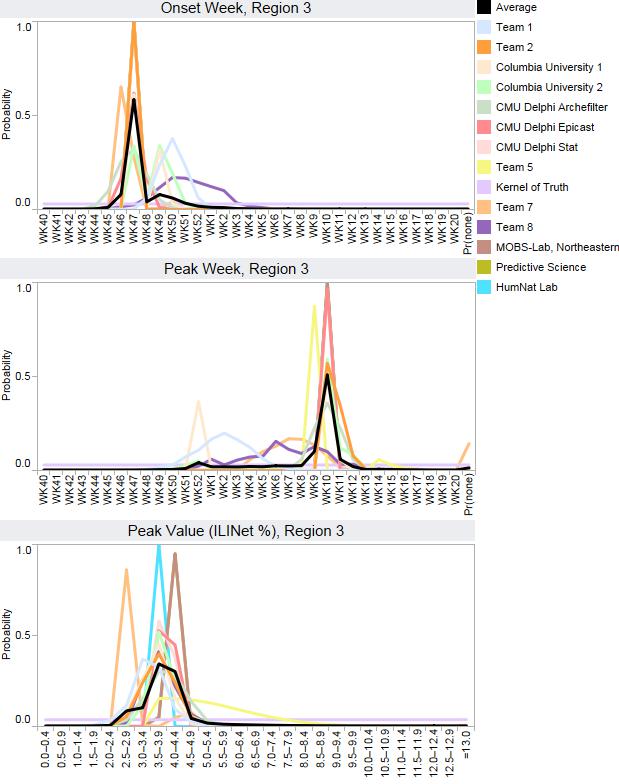 Onset Week, Region 3
1.0
Probability
0.5
0.0
WK40
WK41
WK42
WK43
WK44
WK45
WK46
WK47
WK48
WK49
WK50
WK51
WK52
WK1
WK2
WK3
WK4
WK5
WK6
WK7
WK8
WK9
WK10
WK11
WK12
WK13
WK14
WK15
WK16
WK17
WK18
WK19
WK20
Pr(none)
Peak Week, Region 3
1.0
Probability
0.5
0.0
WK40
WK41
WK42
WK43
WK44
WK45
WK46
WK47
WK48
WK49
WK50
WK51
WK52
WK1
WK2
WK3
WK4
WK5
WK6
WK7
WK8
WK9
WK10
WK11
WK12
WK13
WK14
WK15
WK16
WK17
WK18
WK19
WK20
Pr(none)
Peak Value (ILINet %), Region 3
1.0
Probability
0.5
0.0
0.0–0.4
0.5–0.9
1.0–1.4
1.5–1.9
2.0–2.4
2.5–2.9
3.0–3.4
3.5–3.9
4.0–4.4
4.5–4.9
5.0–5.4
5.5–5.9
6.0–6.4
6.5–6.9
7.0–7.4
7.5–7.9
8.0–8.4
8.5–8.9
9.0–9.4
9.5–9.9
10.0–10.4
10.5–10.9
11.0–11.4
11.5–11.9
12.0–12.4
12.5–12.9
=13.0
Average
Team 1
Team 2
Columbia University 1
Columbia University 2
CMU Delphi Archefilter
CMU Delphi Epicast
CMU Delphi Stat
Team 5
Kernel of Truth
Team 7
Team 8
MOBS-Lab, Northeastern
Predictive Science
HumNat Lab